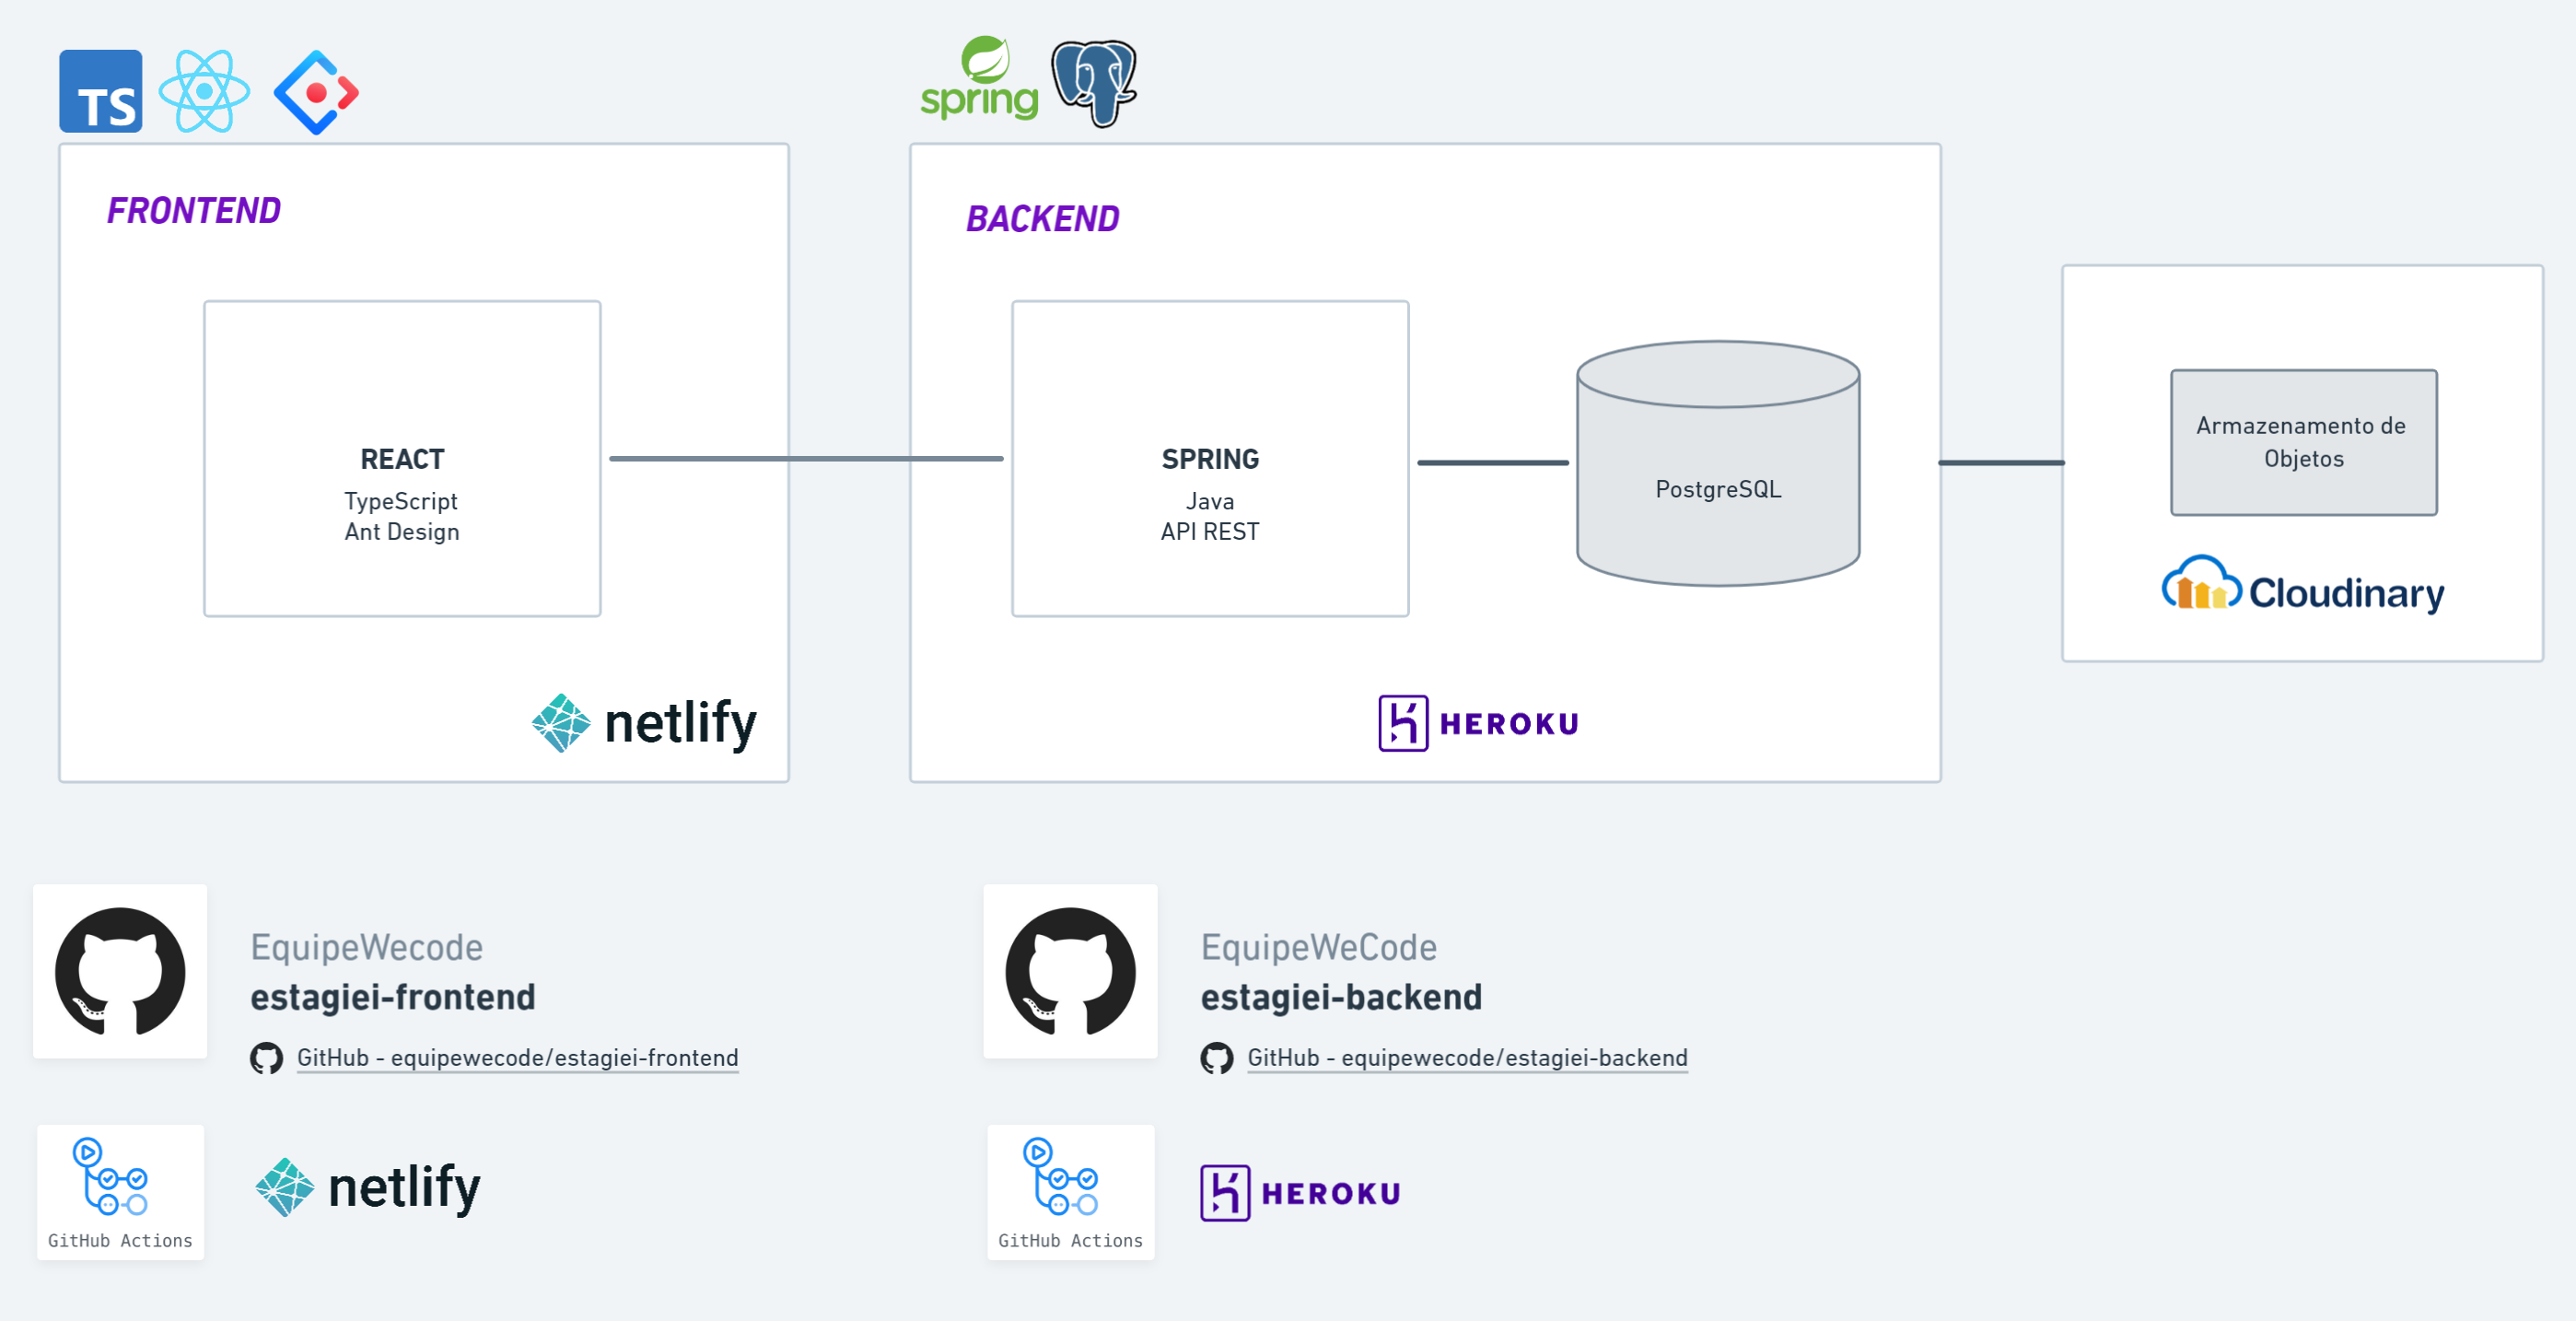 TS
spring
FRONTEND
REACT
TypeScript
Ant Design
netlify
BACKEND
SPRING
Java
API REST
PostgreSQL
HEROKU
Armazenamento de
Objetos
Cloudinary
EquipeWecode
estagiei-frontend
GitHub - equipewecode/estagiei-frontend
GitHub Actions
netlify
EquipeWeCode
estagiei-backend
GitHub - equipewecode/estagiei-backend
GitHub Actions
HEROKU